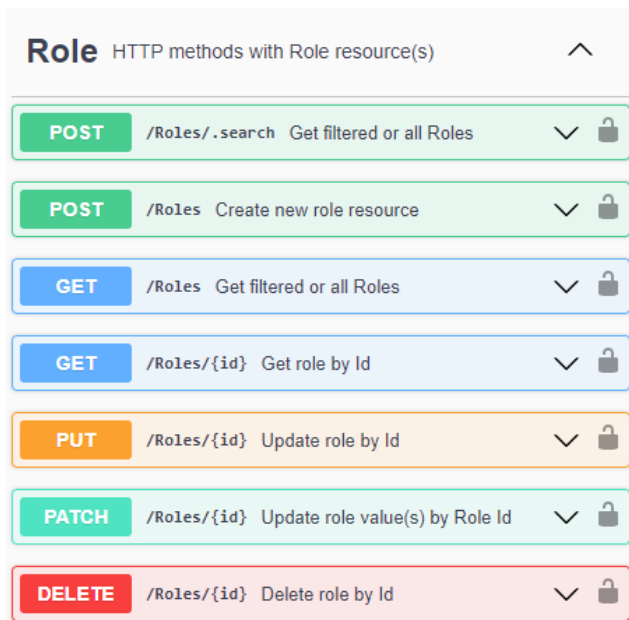 Role HTTP methods with Role resource(s)
POST /Roles/.search Get filtered or all Roles
POST /Roles Create new role resource
GET /Roles Get filtered or all Roles
GET /Roles/{id} Get role by Id
PUT /Roles/{id} Update role by Id
PATCH /Roles/{id} Update role value(s) by Role Id
DELETE /Roles/{id} Delete role by Id